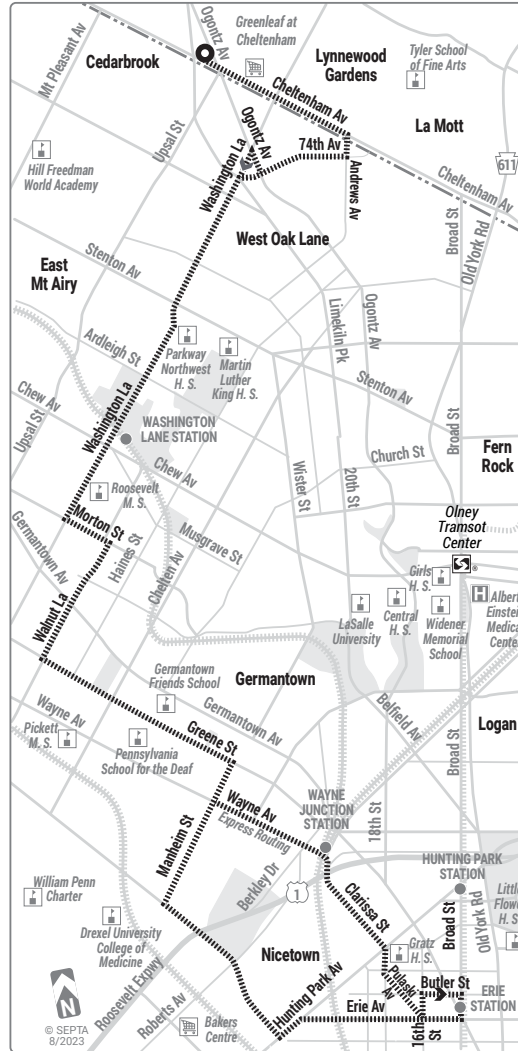 Ogontz Av
Mt Pleasant Av
Cedarbrook
Greenleaf at
Cheltenham
Lynnewood
Gardens
Tyler School
of Fine Arts
Cheltenham Av
La Mott
Upsal St
Ogontz Av
74th Av
Washington La
Andrews Av
611
Cheltenham Av
Hill Freedman
World Academy
West Oak Lane
Broad St
Old York Rd
East
Mt Airy
Stenton Av
Limekiln Pk
Ogontz Av
Ardleigh St
Parkway
Northwest
H. S.
Martin
Luther
King H. S.
Stenton Av
Chew Av
Upsal St
Washington La
WASHINGTON
LANE STATION
Chew Av
Broad St
Church St
Fern
Rock
Wister St
20th St
Roosevelt
M. S.
Morton St
Haines St
Musgrave St
Olney
Tramsot
Center
Germantown Av
Chelten Av
Girls
H. S.
H
Albert
Einste
Medica
Cente
Walnut La
LaSalle
University
Central
H. S.
Widener
Memorial
School
Germantown
Friends School
Germantown
Wayne Av
Greene St
Germantown Av
Belfield Av
Logan
Pickett
M. S.
Pennsylvania
School for the Deaf
Broad St
Manheim St
Wayne Av
Express Routing
WAYNE
JUNCTION
STATION
18th St
William Penn
Charter
Berkley Dr
1
Clarissa St
HUNTING PARK
STATION
Drexel University
College of
Medicine
Broad St
Old York Rd
Little
Flowe
H. S.
Nicetown
Gratz
H. S.
Roosevelt Expwy
Hunting Park Av
Pulaski
Av
Butler St
N
Roberts Av
Erie Av
ERIE
STATION
© SEPTA
8/2023
Bakers
Centre
16th
St